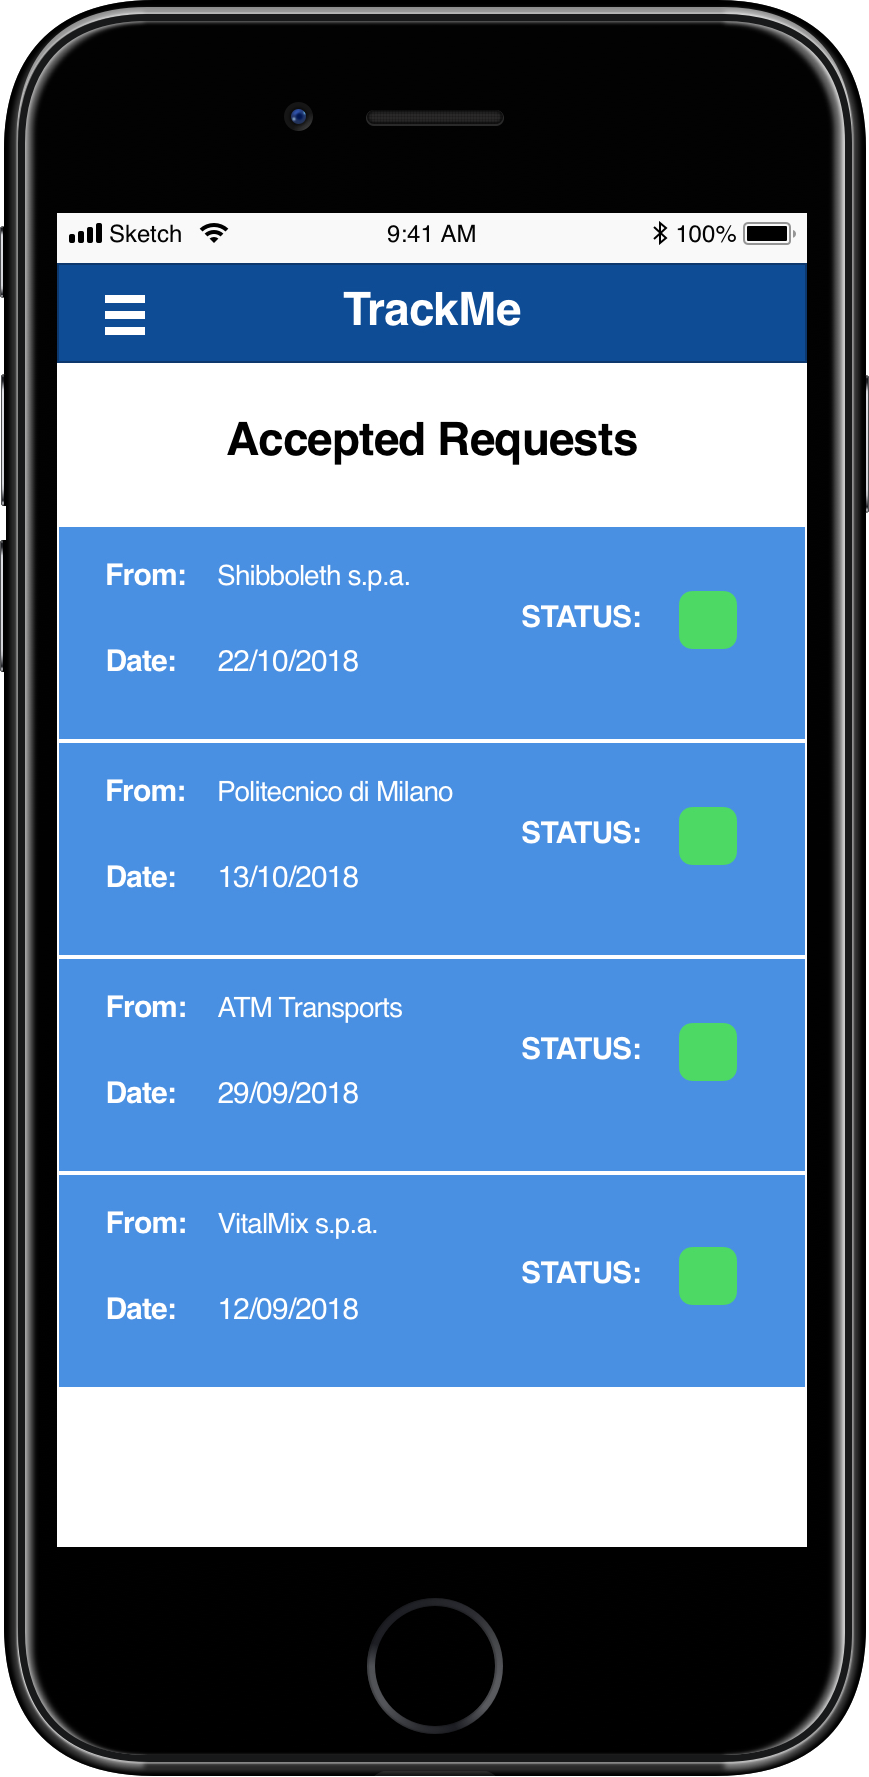 Sketch 9:41 AM 100%
TrackMe
Accepted Requests
From: Shibboleth s.p.a.
STATUS:
Date: 22/10/2018
From: Politecnico di Milano
STATUS:
Date: 13/10/2018
From: ATM Transports
STATUS:
Date: 29/09/2018
From: VitalMix s.p.a.
STATUS:
Date: 12/09/2018